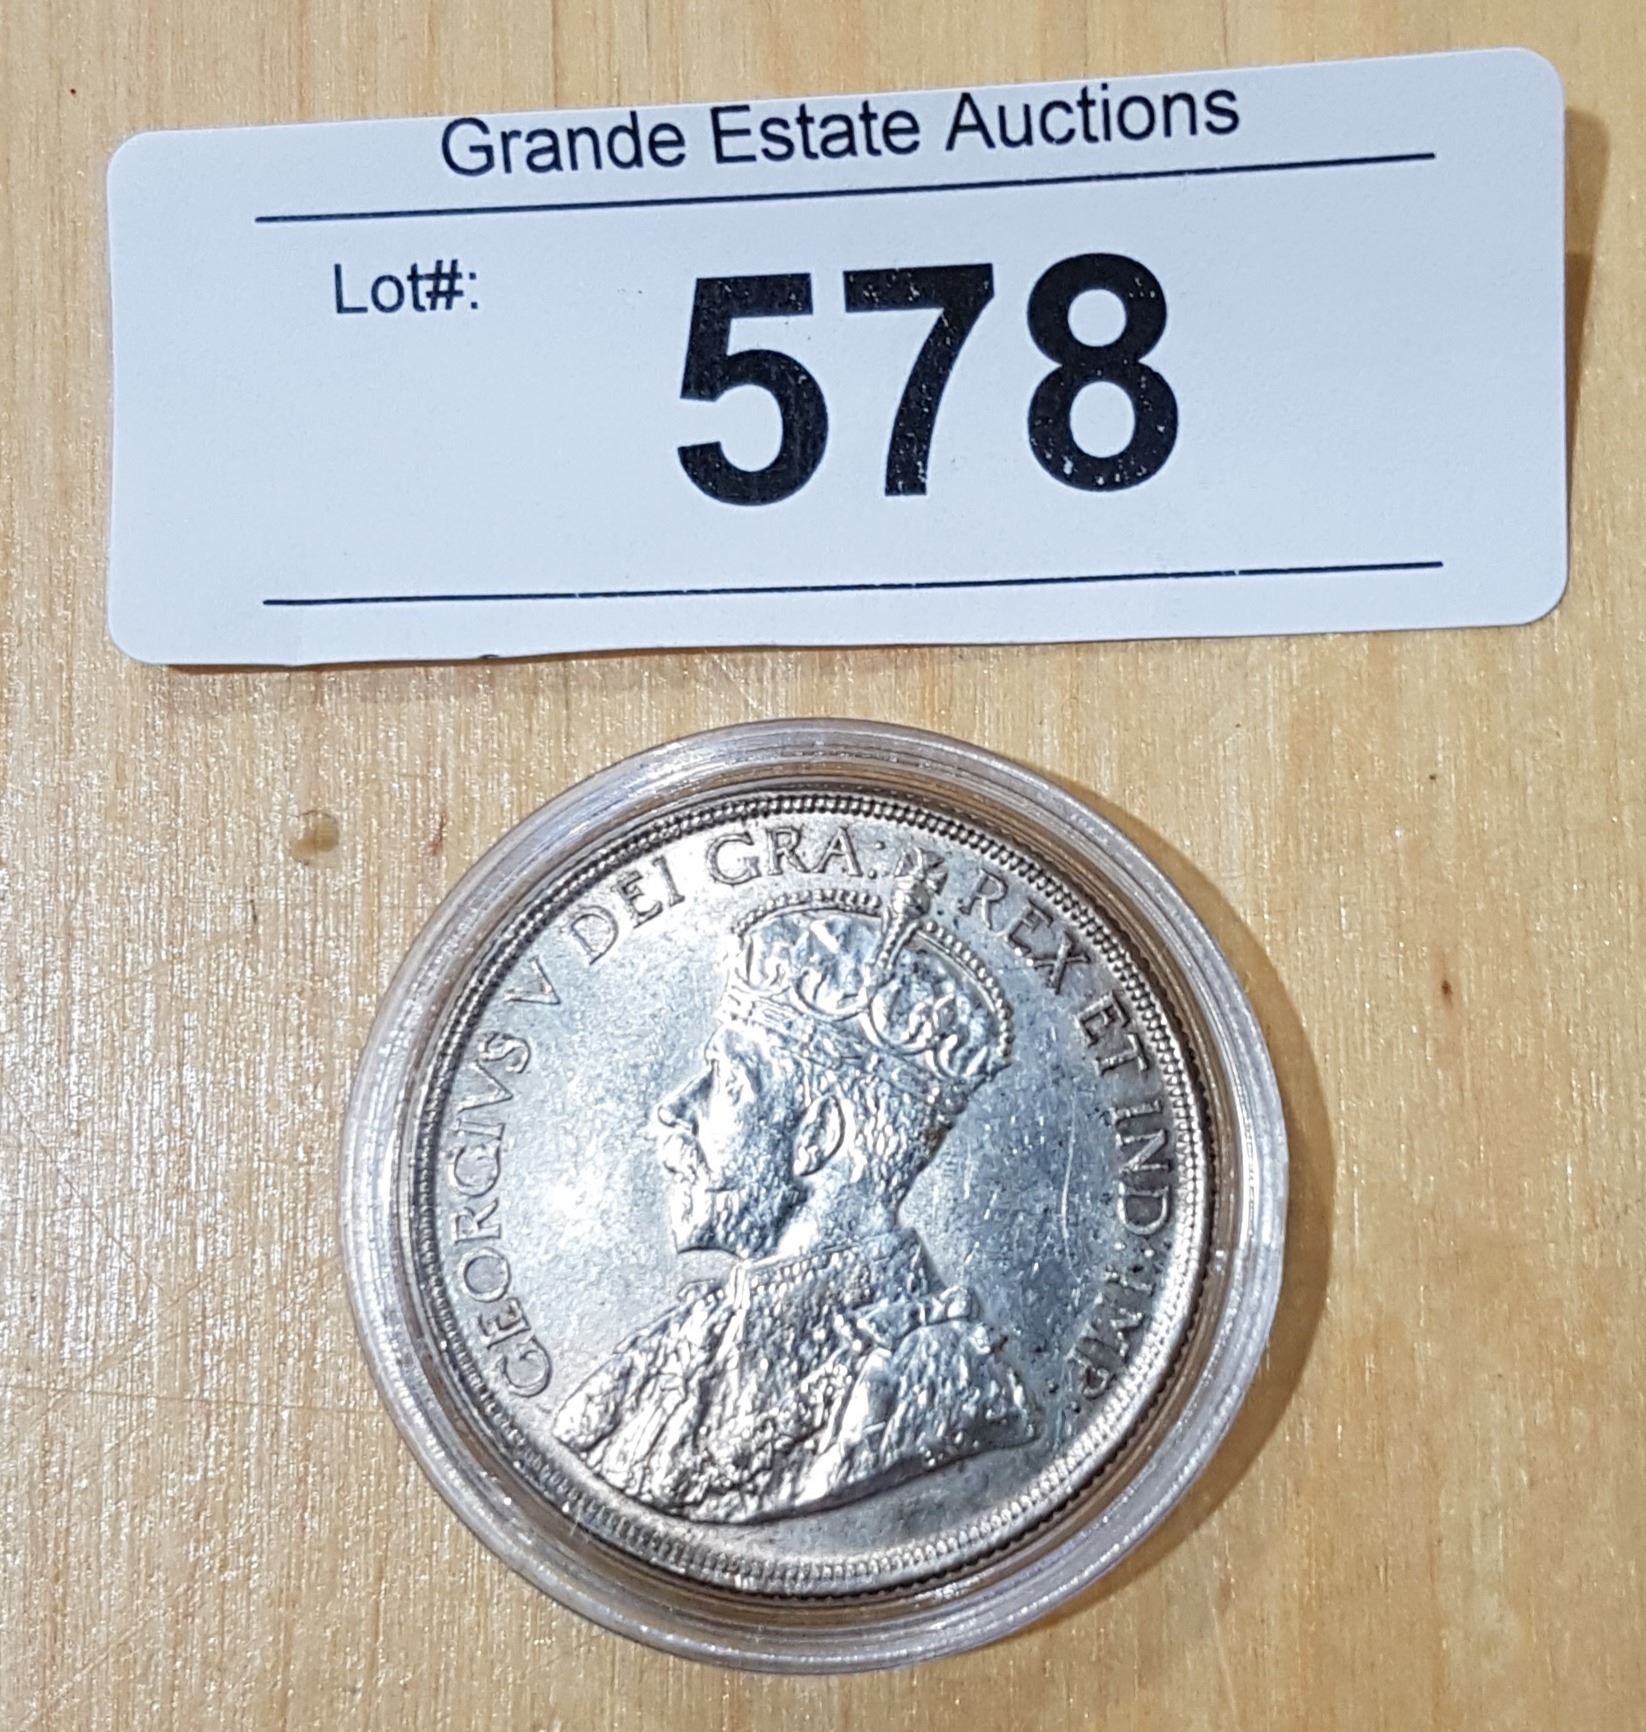 Grande Estate Auctions
Lot#:
578
GEORGIVS V DEI GRA: REX ET IND: IMP: